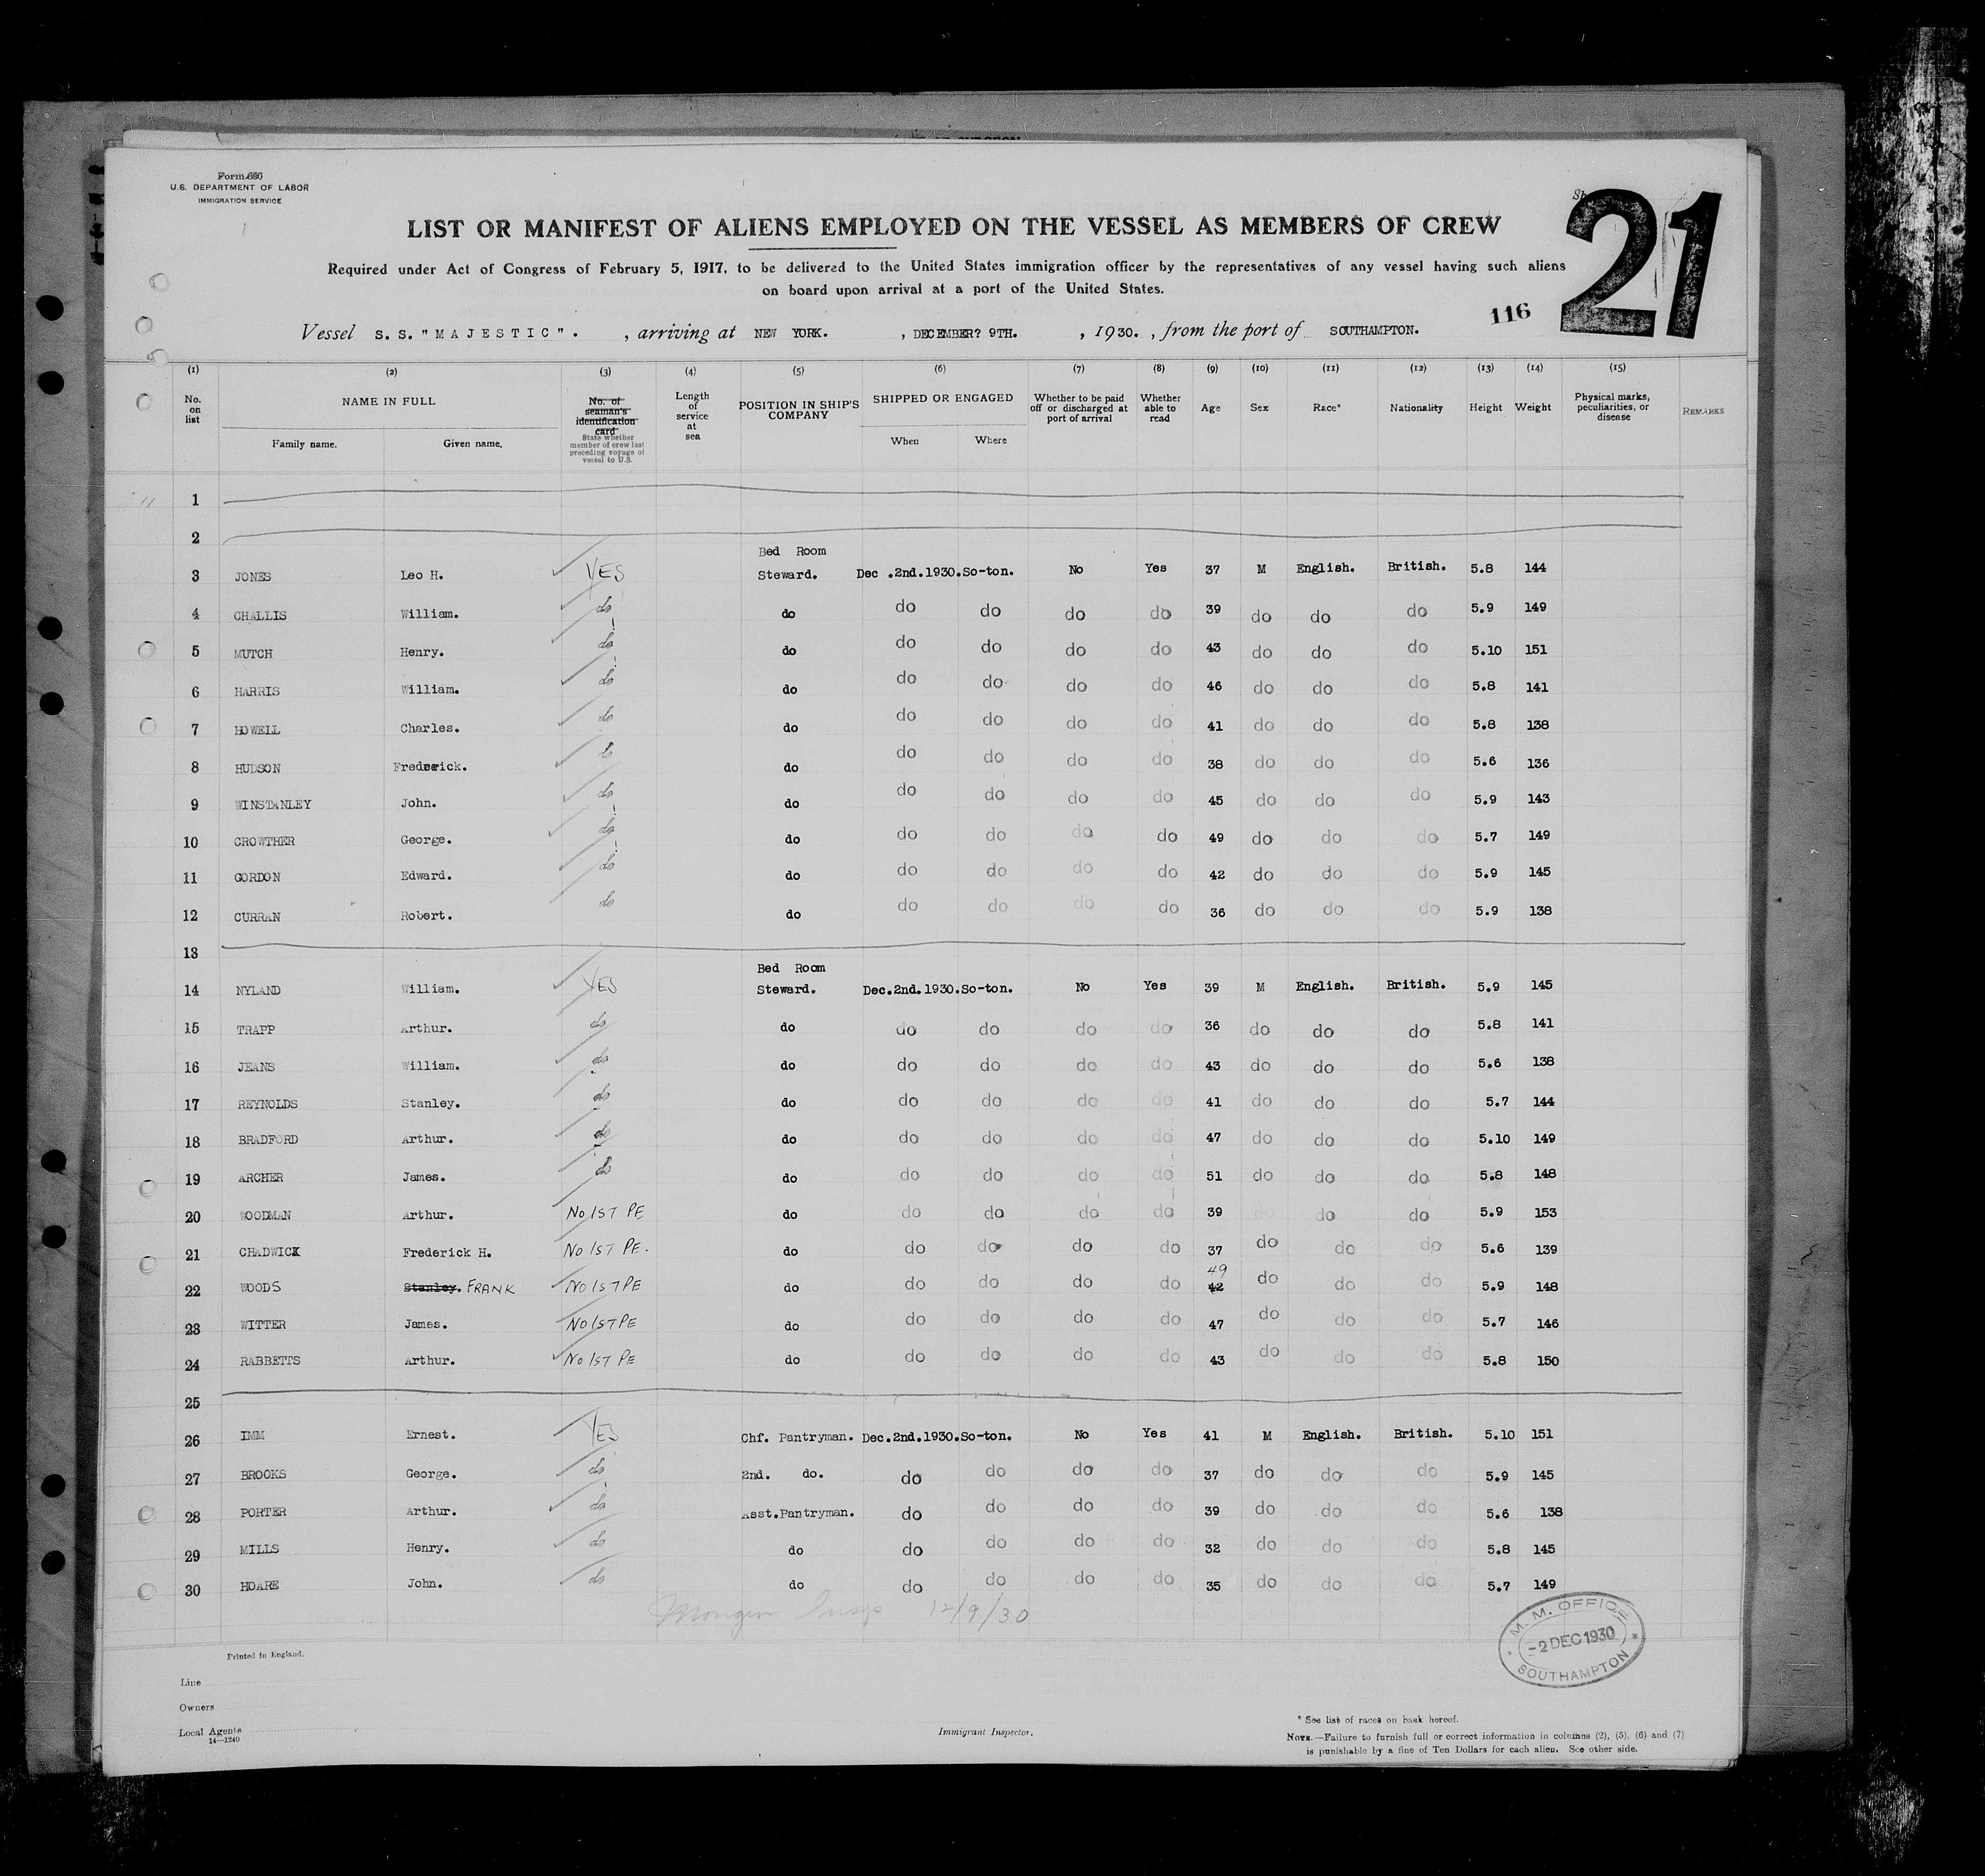 Form 680
U.S. DEPARTMENT OF LABOR
IMMIGRATION SERVICE
21
LIST OR MANIFEST OF ALIENS EMPLOYED ON THE VESSEL AS MEMBERS OF CREW
Required under Act of Congress of February 5, 1917, to be delivered to the United States immigration officer by the representatives of any vessel having such aliens
on board upon arrival at a port of the United States.
116
Vessel S.S. "MAJESTIC". , arriving at NEW YORK. , DECEMBER? 9TH. , 1930. , from the port of SOUTHAMPTON.
(1) (2) (3) (4) (5) (6) (7) (8) (9) (10) (11) (12) (13) (14) (15)
No. on list
NAME IN FULL
Family name. Given name.
No. of seaman's identification card
State whether member of crew last preceding voyage of vessel to U.S.
Length of service at sea
POSITION IN SHIP'S COMPANY
SHIPPED OR ENGAGED
When Where
Whether to be paid off or discharged at port of arrival
Whether able to read
Age
Sex
Race*
Nationality
Height
Weight
Physical marks, peculiarities, or disease
REMARKS
1
2
3 JONES Leo H. YES Bed Room Steward. Dec .2nd.1930.So-ton. No Yes 37 M English. British. 5.8 144
4 CHALLIS William. do do do do do do 39 do do do 5.9 149
5 MUTCH Henry. do do do do do do 43 do do do 5.10 151
6 HARRIS William. do do do do do do 46 do do do 5.8 141
7 HOWELL Charles. do do do do do do 41 do do do 5.8 138
8 HUDSON Frederick. do do do do do do 38 do do do 5.6 136
9 WINSTANLEY John. do do do do do do 45 do do do 5.9 143
10 CROWTHER George. do do do do do do 49 do do do 5.7 149
11 GORDON Edward. do do do do do do 42 do do do 5.9 145
12 CURRAN Robert. do do do do do do 36 do do do 5.9 138
13
14 NYLAND William. YES Bed Room Steward. Dec.2nd.1930.So-ton. No Yes 39 M English. British. 5.9 145
15 TRAPP Arthur. do do do do do do 36 do do do 5.8 141
16 JEANS William. do do do do do do 43 do do do 5.6 138
17 REYNOLDS Stanley. do do do do do do 41 do do do 5.7 144
18 BRADFORD Arthur. do do do do do do 47 do do do 5.10 149
19 ARCHER James. do do do do do do 51 do do do 5.8 148
20 WOODMAN Arthur. No 1ST PE do do do do do 39 do do do 5.9 153
21 CHADWICK Frederick H. No 1ST PE. do do do do do 37 do do do 5.6 139
22 WOODS Stanley. FRANK No 1ST PE do do do do do 42 49 do do do 5.9 148
23 WITTER James. No 1ST PE do do do do do 47 do do do 5.7 146
24 RABBETTS Arthur. No 1ST PE do do do do do 43 do do do 5.8 150
25
26 IMM Ernest. YES Chf. Pantryman. Dec.2nd.1930.So-ton. No Yes 41 M English. British. 5.10 151
27 BROOKS George. do 2nd. do. do do do do 37 do do do 5.9 145
28 PORTER Arthur. do Asst.Pantryman. do do do do 39 do do do 5.6 138
29 MILLS Henry. do do do do do do 32 do do do 5.8 145
30 HOARE John. do do do do do do 35 do do do 5.7 149
12/9/30
M. M. OFFICE
-2 DEC 1930
SOUTHAMPTON
Printed in England.
Line
Owners
Local Agents
14—1240
Immigrant Inspector.
* See list of races on back hereof.
NOTE.—Failure to furnish full or correct information in columns (2), (5), (6) and (7)
is punishable by a fine of Ten Dollars for each alien. See other side.